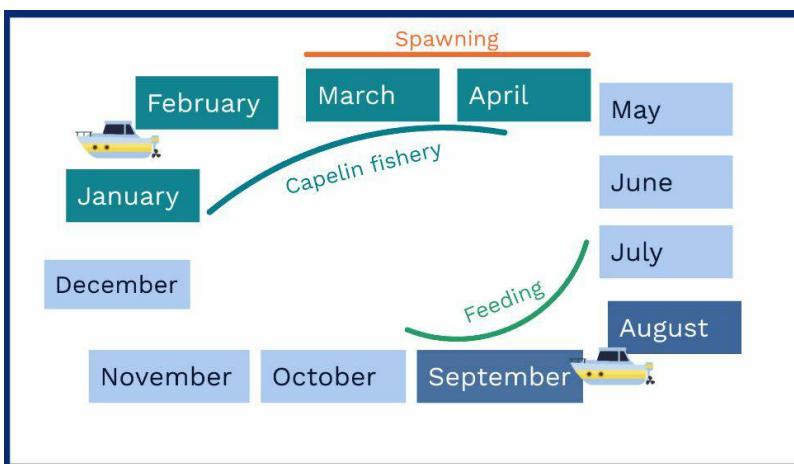 Spawning
February
March
April
May
January
Capelin fishery
June
July
December
Feeding
August
November
October
September